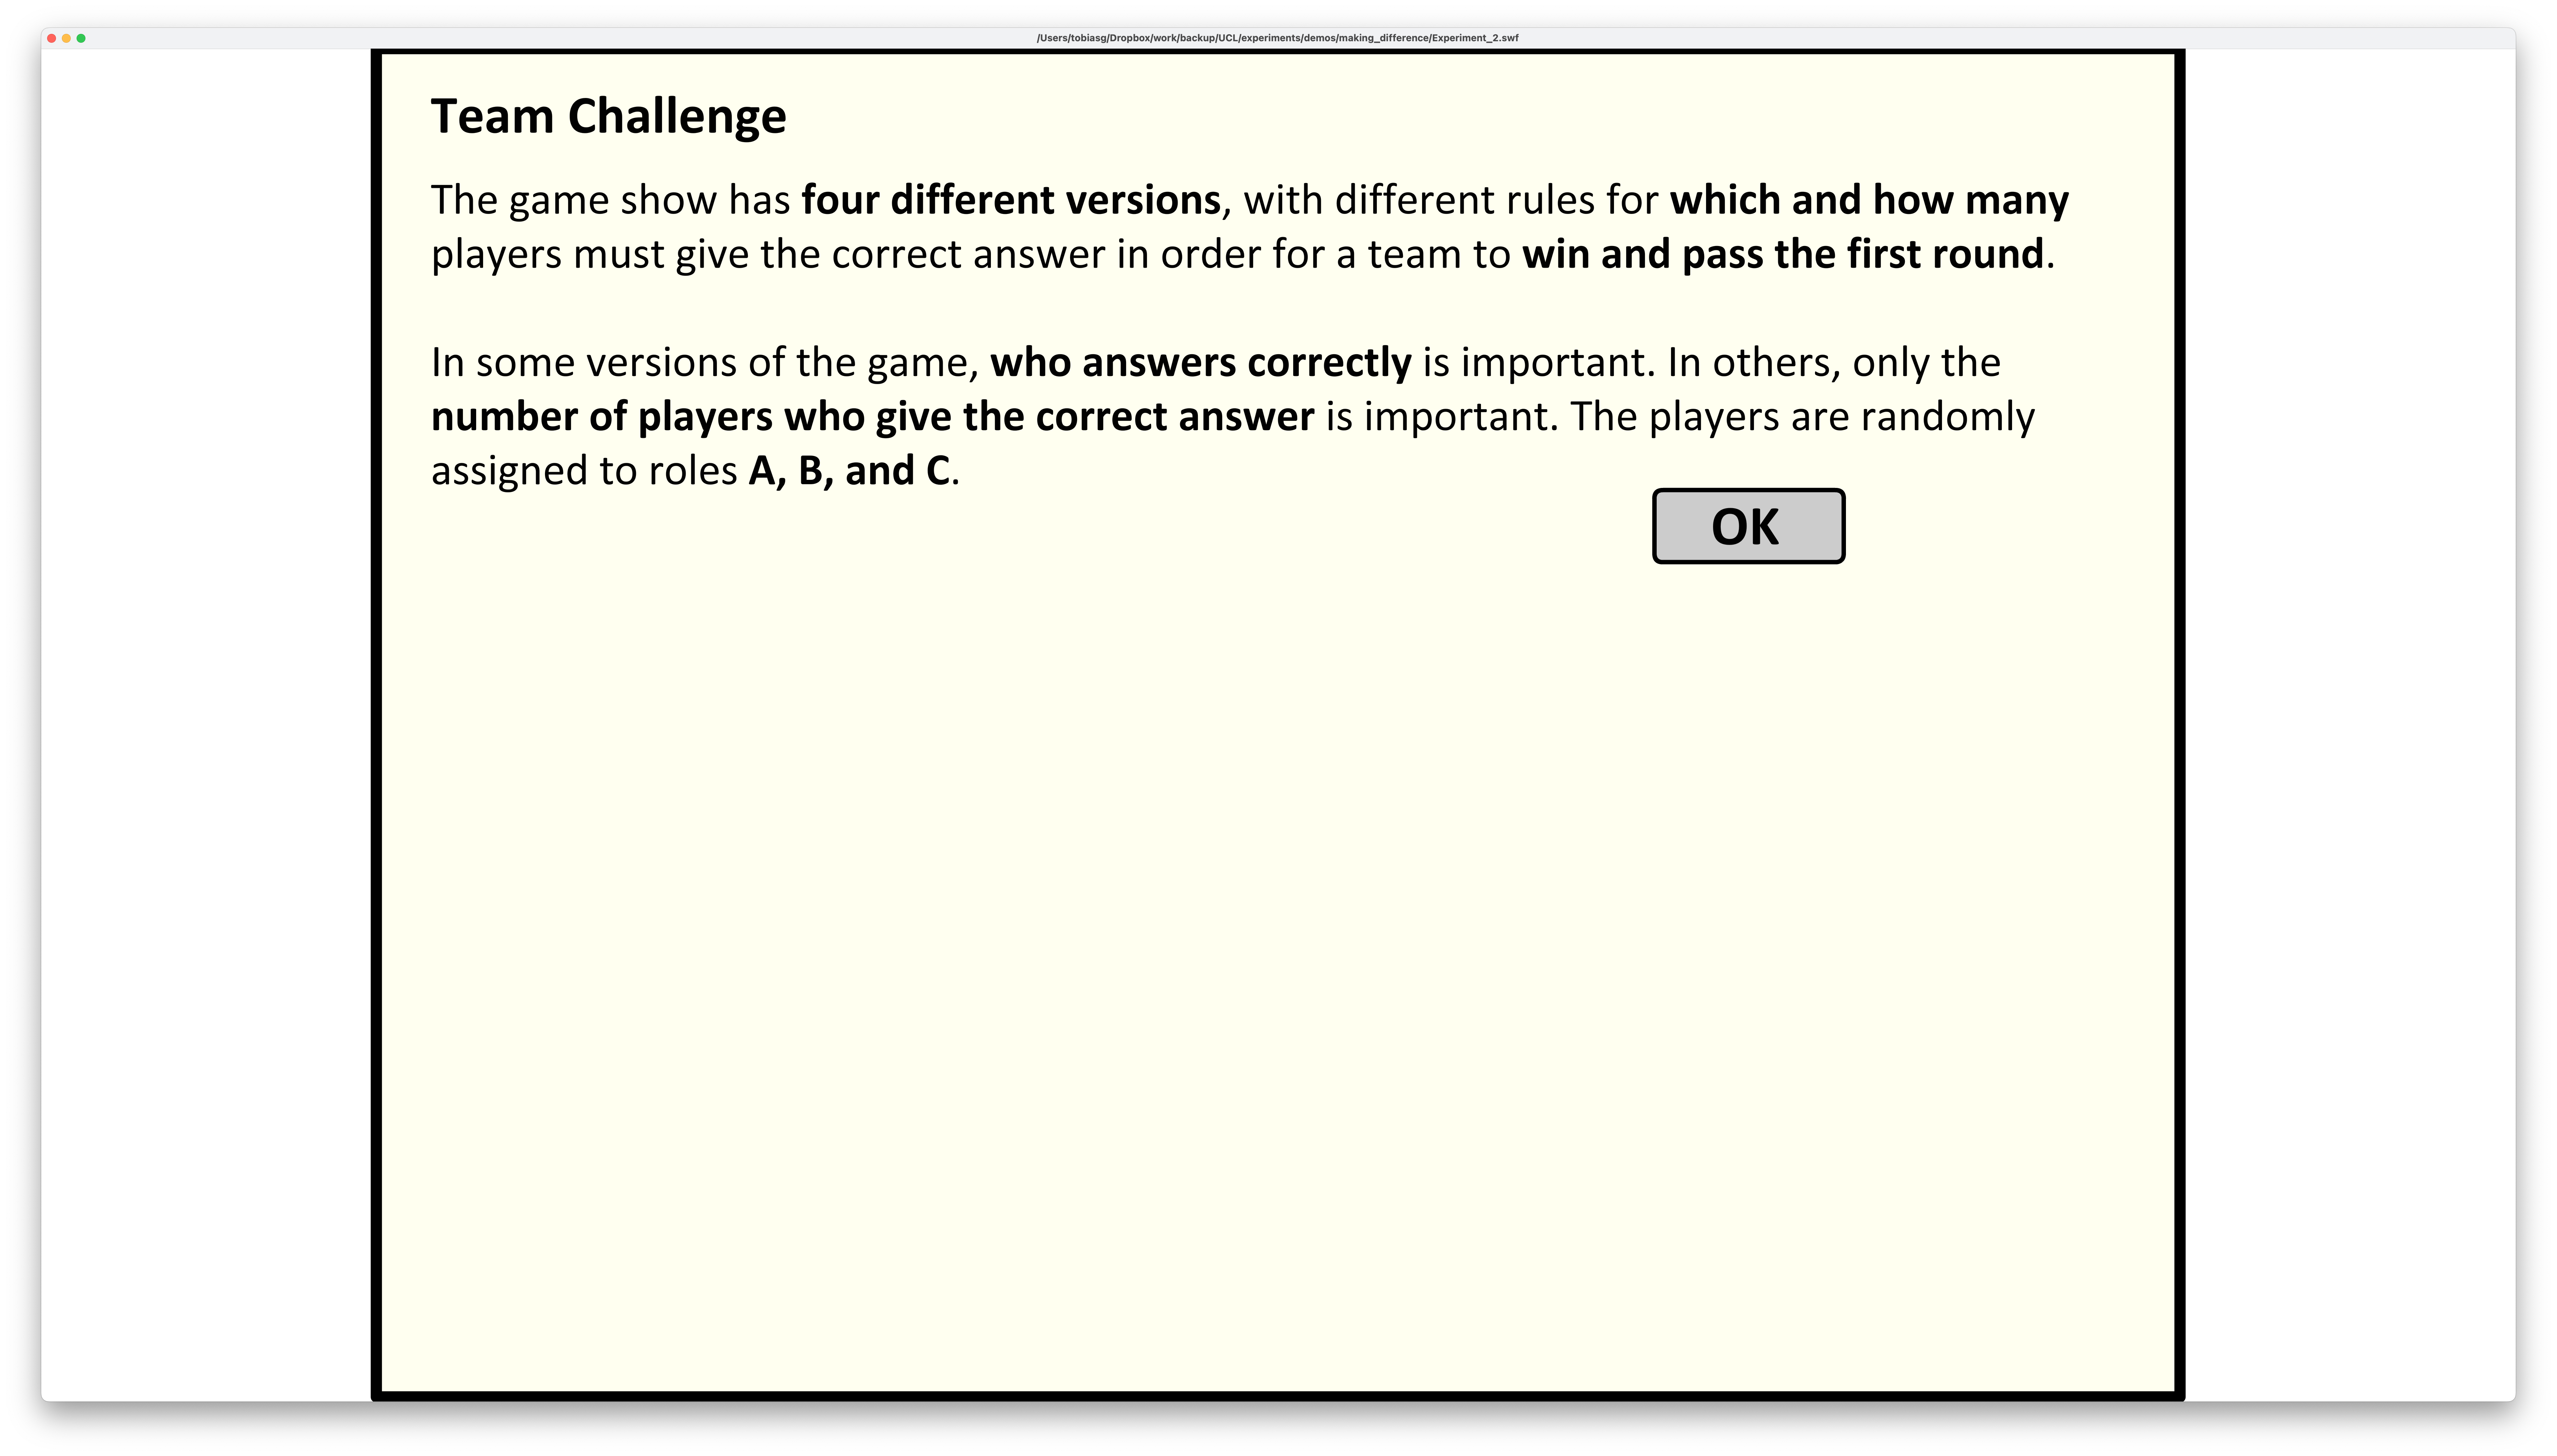 /Users/tobiasg/Dropbox/work/backup/UCL/experiments/demos/making_difference/Experiment_2.swf
Team Challenge
The game show has four different versions, with different rules for which and how many
players must give the correct answer in order for a team to win and pass the first round.
In some versions of the game, who answers correctly is important. In others, only the
number of players who give the correct answer is important. The players are randomly
assigned to roles A, B, and C.
OK